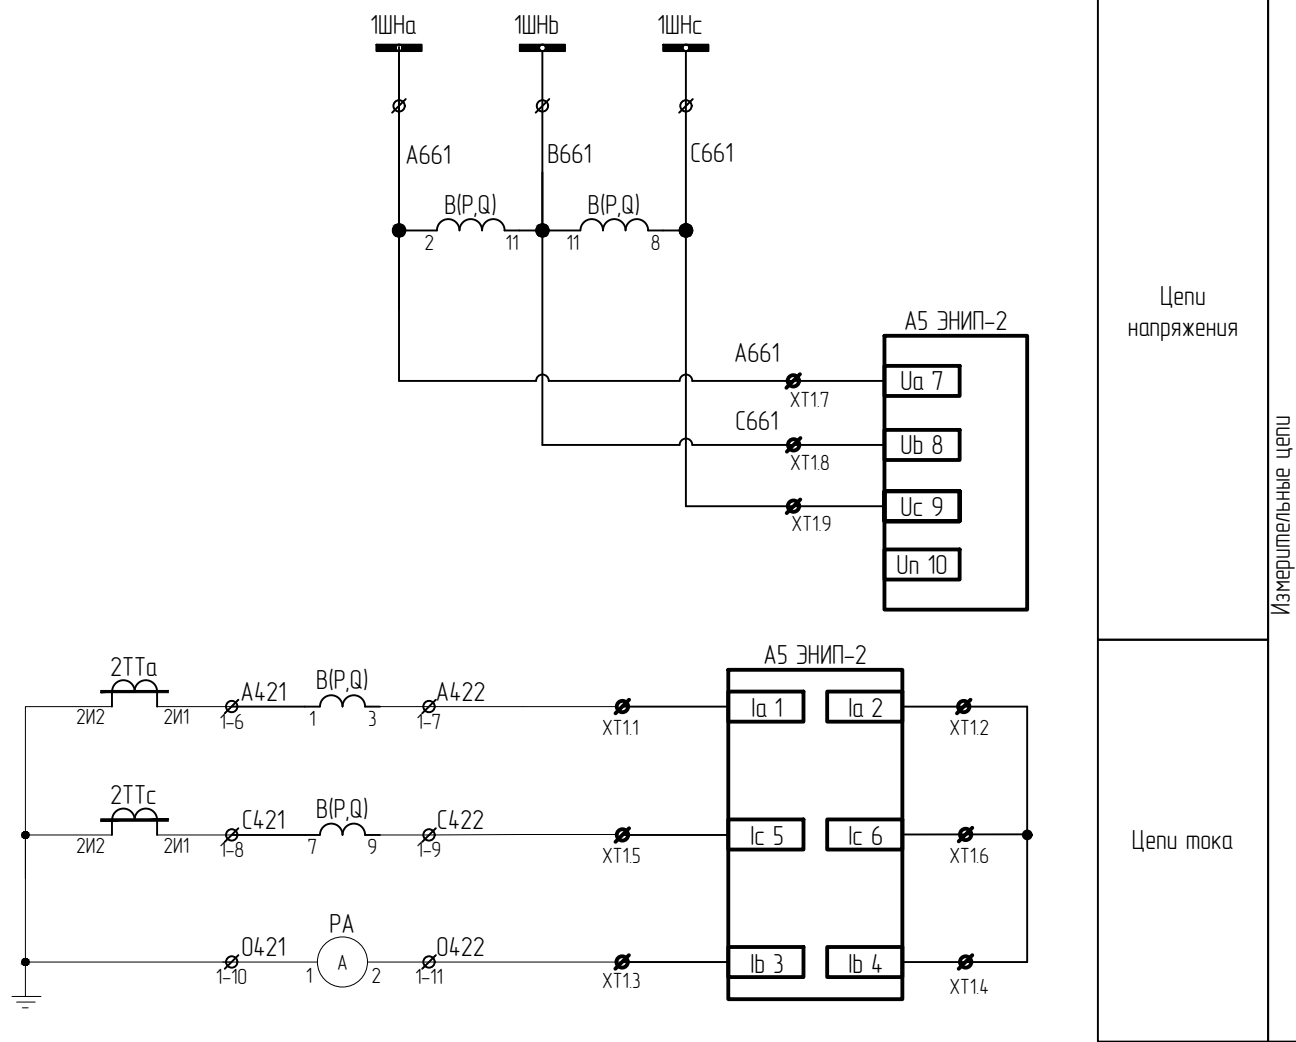 1ШНа 1ШНb 1ШНс
А661 В661 С661
В(P,Q) В(P,Q)
2 11 11 8
Цепи
напряжения
А5 ЭНИП-2
А661
Ua 7
ХТ1.7
С661
Ub 8
ХТ1.8
Uc 9
ХТ1.9
Un 10
Измерительные цепи
А5 ЭНИП-2
2ТТа
А421 В(P,Q) А422
2И2 2И1 1-6 1 3 1-7 ХТ1.1
Ia 1 Ia 2
ХТ1.2
2ТТс
С421 В(P,Q) С422
2И2 2И1 1-8 7 9 1-9 ХТ1.5
Ic 5 Ic 6
ХТ1.6
Цепи тока
РА
О421 А О422
1-10 1 2 1-11 ХТ1.3
Ib 3 Ib 4
ХТ1.4